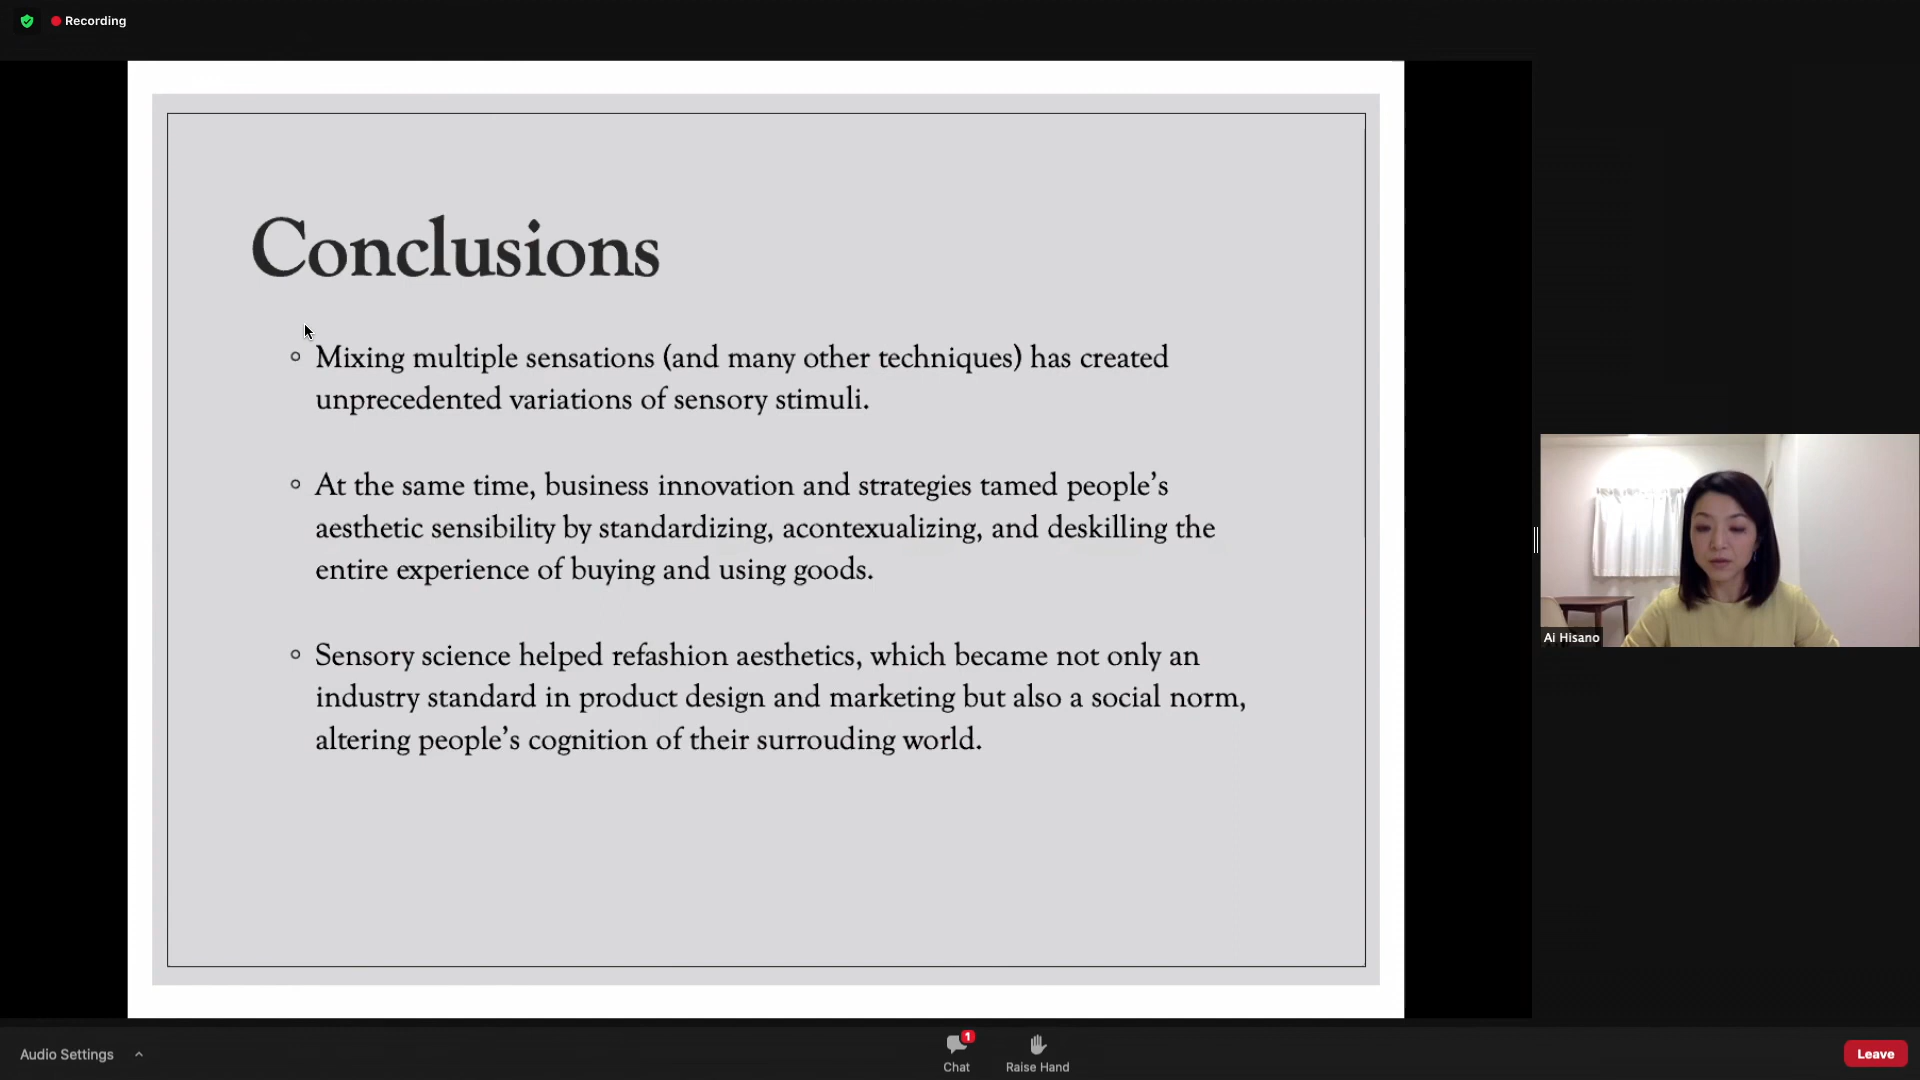 Recording
Conclusions
Mixing multiple sensations (and many other techniques) has created
unprecedented variations of sensory stimuli.
At the same time, business innovation and strategies tamed people’s
aesthetic sensibility by standardizing, acontexualizing, and deskilling the
entire experience of buying and using goods.
Sensory science helped refashion aesthetics, which became not only an
industry standard in product design and marketing but also a social norm,
altering people’s cognition of their surrouding world.
Ai Hisano
Audio Settings
1
Chat
Raise Hand
Leave